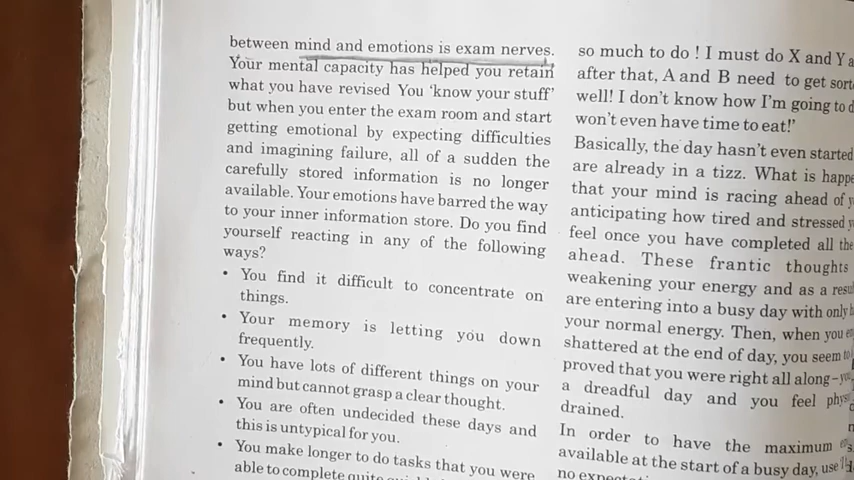 between mind and emotions is exam nerves.
Your mental capacity has helped you retain
what you have revised You ‘know your stuff’
but when you enter the exam room and start
getting emotional by expecting difficulties
and imagining failure, all of a sudden the
carefully stored information is no longer
available. Your emotions have barred the way
to your inner information store. Do you find
yourself reacting in any of the following
ways?
• You find it difficult to concentrate on
things.
• Your memory is letting you down
frequently.
• You have lots of different things on your
mind but cannot grasp a clear thought.
• You are often undecided these days and
this is untypical for you.
• You make longer to do tasks that you were
able to complete quite
so much to do ! I must do X and Y
after that, A and B need to get
well! I don’t know how I’m going to
won’t even have time to eat!’
Basically, the day hasn’t even started
are already in a tizz. What is
that your mind is racing ahead of
anticipating how tired and stressed
feel once you have completed all the
ahead. These frantic thoughts
weakening your energy and as a
are entering into a busy day with only
your normal energy. Then, when you
shattered at the end of day, you seem to
proved that you were right all along –
a dreadful day and you feel
drained.
In order to have the maximum
available at the start of a busy day, use
no